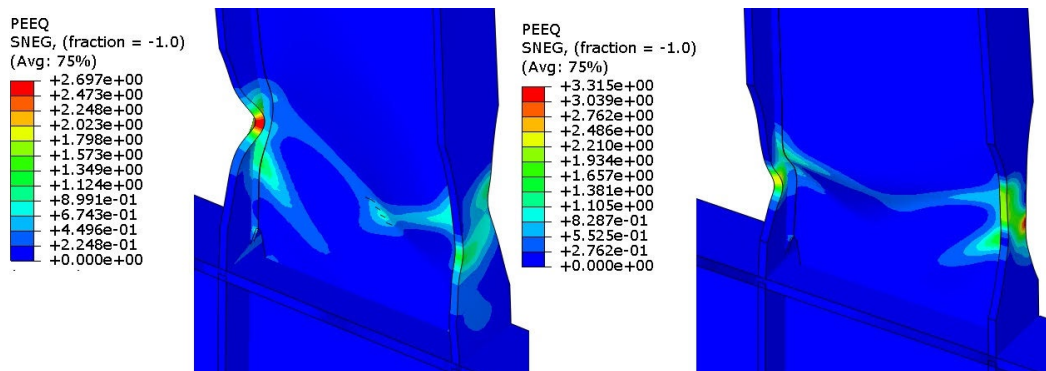 PEEQ
SNEG, (fraction = -1.0)
(Avg: 75%)
+2.697e+00
+2.473e+00
+2.248e+00
+2.023e+00
+1.798e+00
+1.573e+00
+1.349e+00
+1.124e+00
+8.991e-01
+6.743e-01
+4.496e-01
+2.248e-01
+0.000e+00
PEEQ
SNEG, (fraction = -1.0)
(Avg: 75%)
+3.315e+00
+3.039e+00
+2.762e+00
+2.486e+00
+2.210e+00
+1.934e+00
+1.657e+00
+1.381e+00
+1.105e+00
+8.287e-01
+5.525e-01
+2.762e-01
+0.000e+00